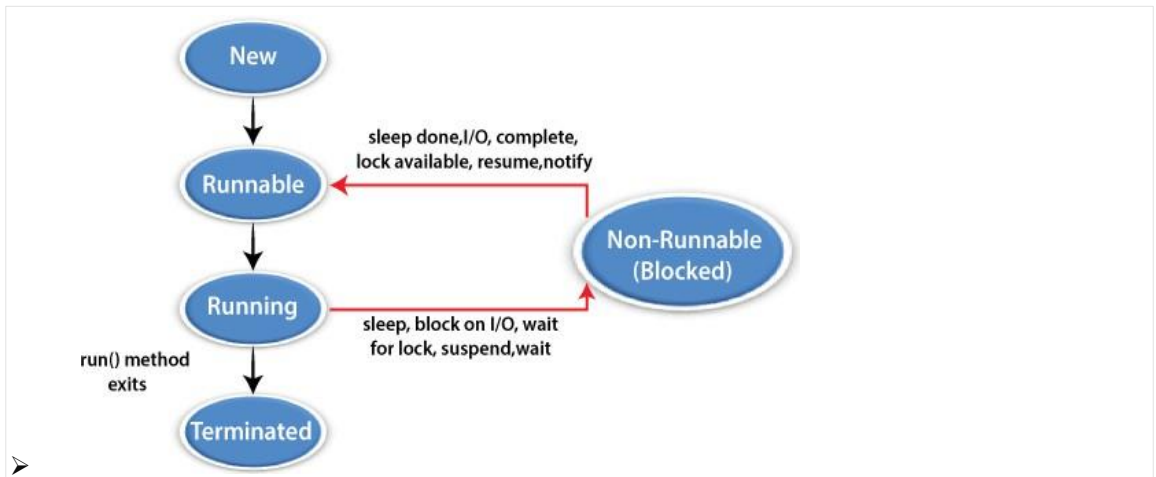 New
sleep done,I/O, complete,
lock available, resume,notify
Runnable
Non-Runnable
(Blocked)
Running
sleep, block on I/O, wait
for lock, suspend,wait
run() method
exits
Terminated